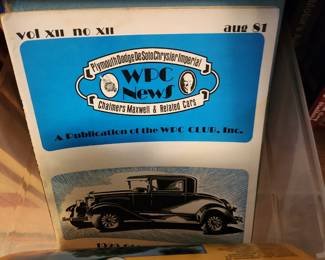 vol xii no xii aug 81
Plymouth Dodge DeSoto Chrysler Imperial
WPC
News
Chalmers Maxwell & Related Cars
A Publication of the WPC CLUB, Inc.